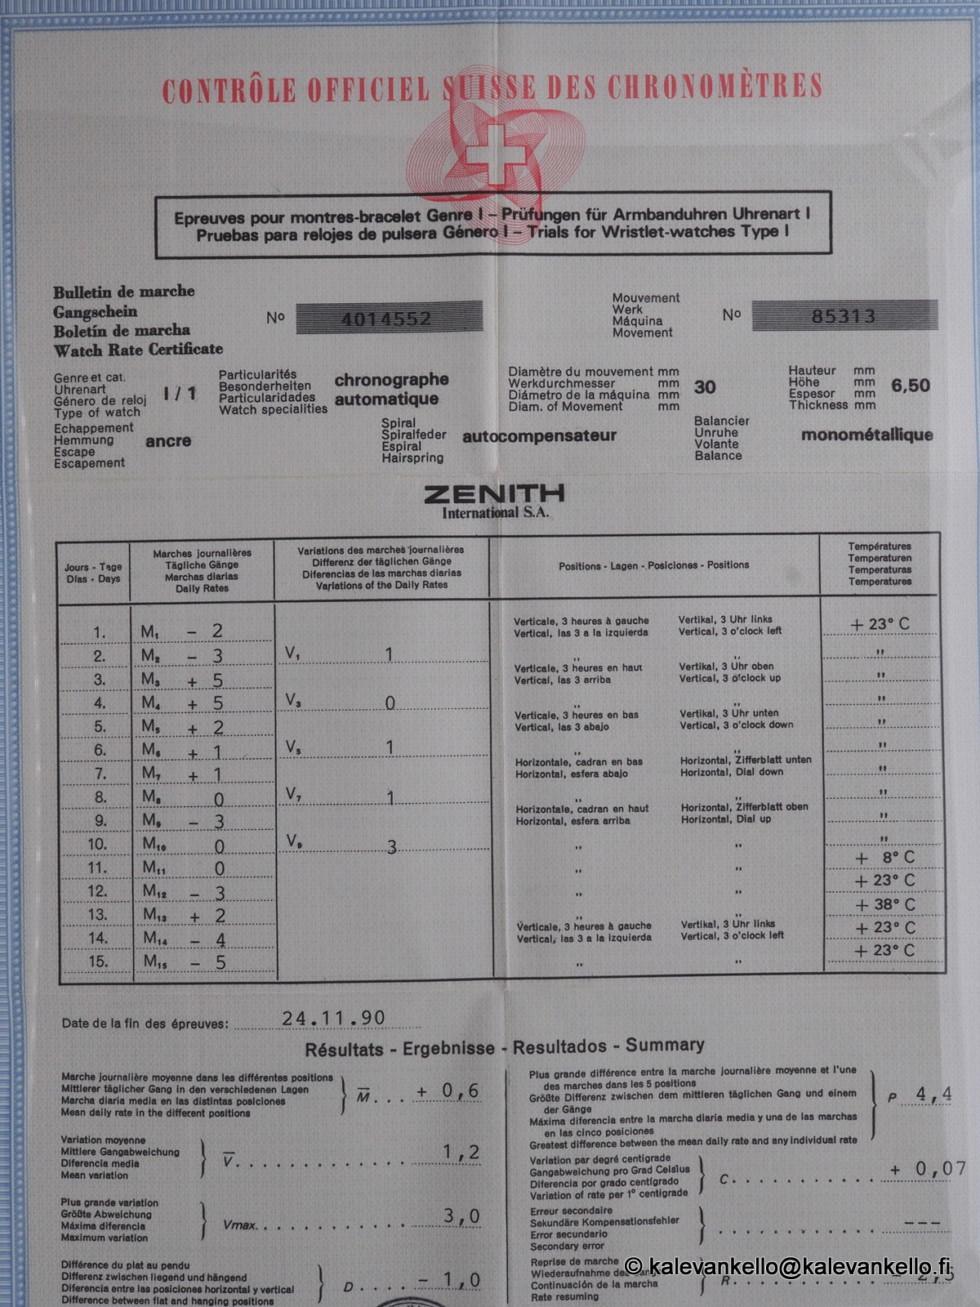 CONTRÔLE OFFICIEL SUISSE DES CHRONOMÈTRES
Epreuves pour montres-bracelet Genre I – Prüfungen für Armbanduhren Uhrenart I
Pruebas para relojes de pulsera Género I – Trials for Wristlet-watches Type I
Bulletin de marche
Gangschein
Boletín de marcha
Watch Rate Certificate
No 4014552
Mouvement
Werk
Máquina
Movement
No 85313
Genre et cat.
Uhrenart
Género de reloj
Type of watch
I / 1
Particularités
Besonderheiten
Particularidades
Watch specialities
chronographe
automatique
Diamètre du mouvement mm
Werkdurchmesser mm
Diámetro de la máquina mm
Diam. of Movement mm
30
Hauteur mm
Höhe mm
Espesor mm
Thickness mm
6,50
Echappement
Hemmung
Escape
Escapement
ancre
Spiral
Spiralfeder
Espiral
Hairspring
autocompensateur
Balancier
Unruhe
Volante
Balance
monométallique
ZENITH
International S.A.
Jours - Tage
Días - Days
Marches journalières
Tägliche Gänge
Marchas diarias
Daily Rates
Variations des marches journalières
Differenz der täglichen Gänge
Diferencias de las marchas diarias
Variations of the Daily Rates
Positions - Lagen - Posiciones - Positions
Températures
Temperaturen
Temperaturas
Temperatures
1. M1 – 2 Verticale, 3 heures à gauche Vertikal, 3 Uhr links + 23° C
Vertical, las 3 a la izquierda Vertical, 3 o'clock left
2. M2 – 3 V1 1 " " "
3. M3 + 5 Verticale, 3 heures en haut Vertikal, 3 Uhr oben "
Vertical, las 3 arriba Vertical, 3 o'clock up
4. M4 + 5 V3 0 " " "
5. M5 + 2 Verticale, 3 heures en bas Vertikal, 3 Uhr unten "
Vertical, las 3 abajo Vertical, 3 o'clock down
6. M6 + 1 V5 1 " " "
7. M7 + 1 Horizontale, cadran en bas Horizontal, Zifferblatt unten "
Horizontal, esfera abajo Horizontal, Dial down
8. M8 0 V7 1 " " "
9. M9 – 3 Horizontale, cadran en haut Horizontal, Zifferblatt oben "
Horizontal, esfera arriba Horizontal, Dial up
10. M10 0 V9 3 " " "
11. M11 0 " " + 8° C
12. M12 – 3 " " + 23° C
13. M13 + 2 " " + 38° C
14. M14 – 4 Verticale, 3 heures à gauche Vertikal, 3 Uhr links + 23° C
Vertical, las 3 a la izquierda Vertical, 3 o'clock left
15. M15 – 5 " " + 23° C
Date de la fin des épreuves: 24.11.90
Résultats - Ergebnisse - Resultados - Summary
Marche journalière moyenne dans les différentes positions
Mittlerer täglicher Gang in den verschiedenen Lagen
Marcha diaria media en las distintas posiciones
Mean daily rate in the different positions
M . . . + 0,6
Plus grande différence entre la marche journalière moyenne et l'une
des marches dans les 5 positions
Größte Differenz zwischen dem mittleren täglichen Gang und einem
der Gänge
Máxima diferencia entre la marcha diaria media y una de las marchas
en las cinco posiciones
Greatest difference between the mean daily rate and any individual rate
P 4,4
Variation moyenne
Mittlere Gangabweichung
Diferencia media
Mean variation
V . . . 1,2
Variation par degré centigrade
Gangabweichung pro Grad Celsius
Diferencia por grado centígrado
Variation of rate per 1° centigrade
C . . . + 0,07
Plus grande variation
Größte Abweichung
Máxima diferencia
Maximum variation
Vmax. . . . 3,0
Erreur secondaire
Sekundäre Kompensationsfehler
Error secundario
Secondary error
. . . ---
Différence du plat au pendu
Differenz zwischen liegend und hängend
Diferencia entre las posiciones horizontal y vertical
Difference between flat and hanging positions
D . . . – 1,0
Reprise de marche
Wiederaufnahme des
Continuación de la marcha
Rate resuming
R . . .
© kalevankello@kalevankello.fi